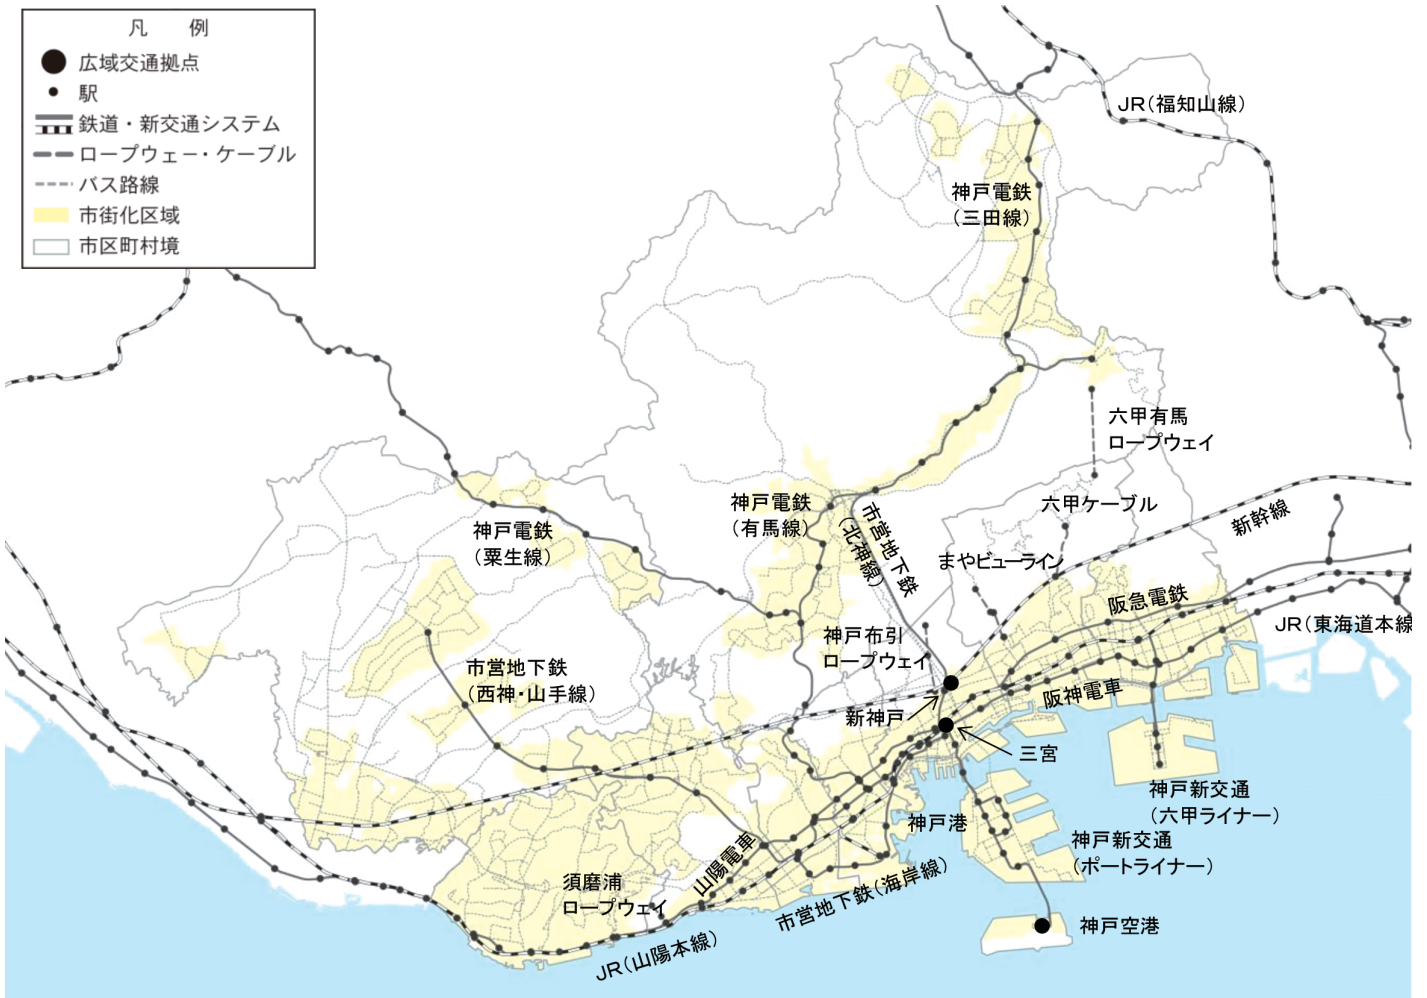 凡 例
広域交通拠点
駅
鉄道・新交通システム
ロープウェー・ケーブル
バス路線
市街化区域
市区町村境
JR(福知山線)
神戸電鉄
(三田線)
六甲有馬
ロープウェイ
六甲ケーブル
新幹線
神戸電鉄
(粟生線)
神戸電鉄
(有馬線)
市営地下鉄
(北神線)
まやビューライン
阪急電鉄
JR(東海道本線
神戸布引
ロープウェイ
市営地下鉄
(西神・山手線)
阪神電車
新神戸
三宮
神戸新交通
(六甲ライナー)
神戸港
神戸新交通
(ポートライナー)
山陽電車
須磨浦
ロープウェイ
市営地下鉄(海岸線)
神戸空港
JR(山陽本線)